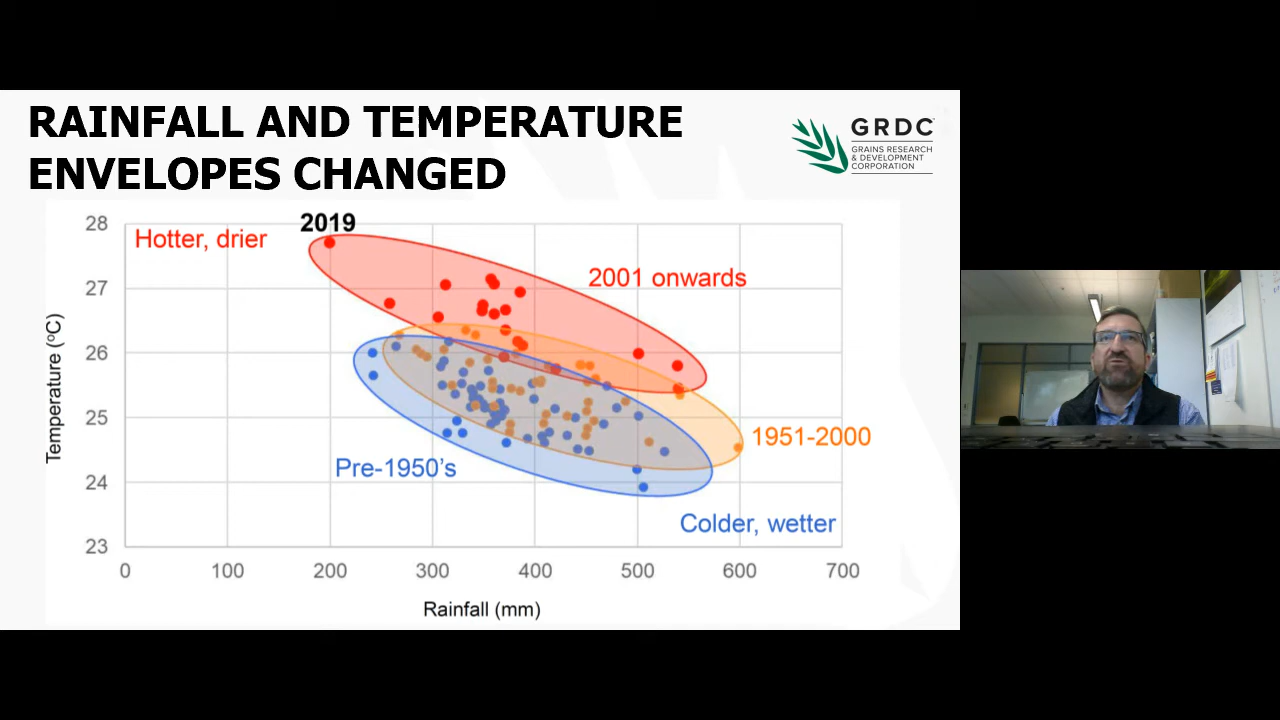 RAINFALL AND TEMPERATURE
ENVELOPES CHANGED
GRDC
GRAINS RESEARCH
& DEVELOPMENT
CORPORATION
28
27
26
25
24
23
Temperature (ºC)
Hotter, drier
2019
2001 onwards
1951-2000
Pre-1950's
Colder, wetter
0 100 200 300 400 500 600 700
Rainfall (mm)